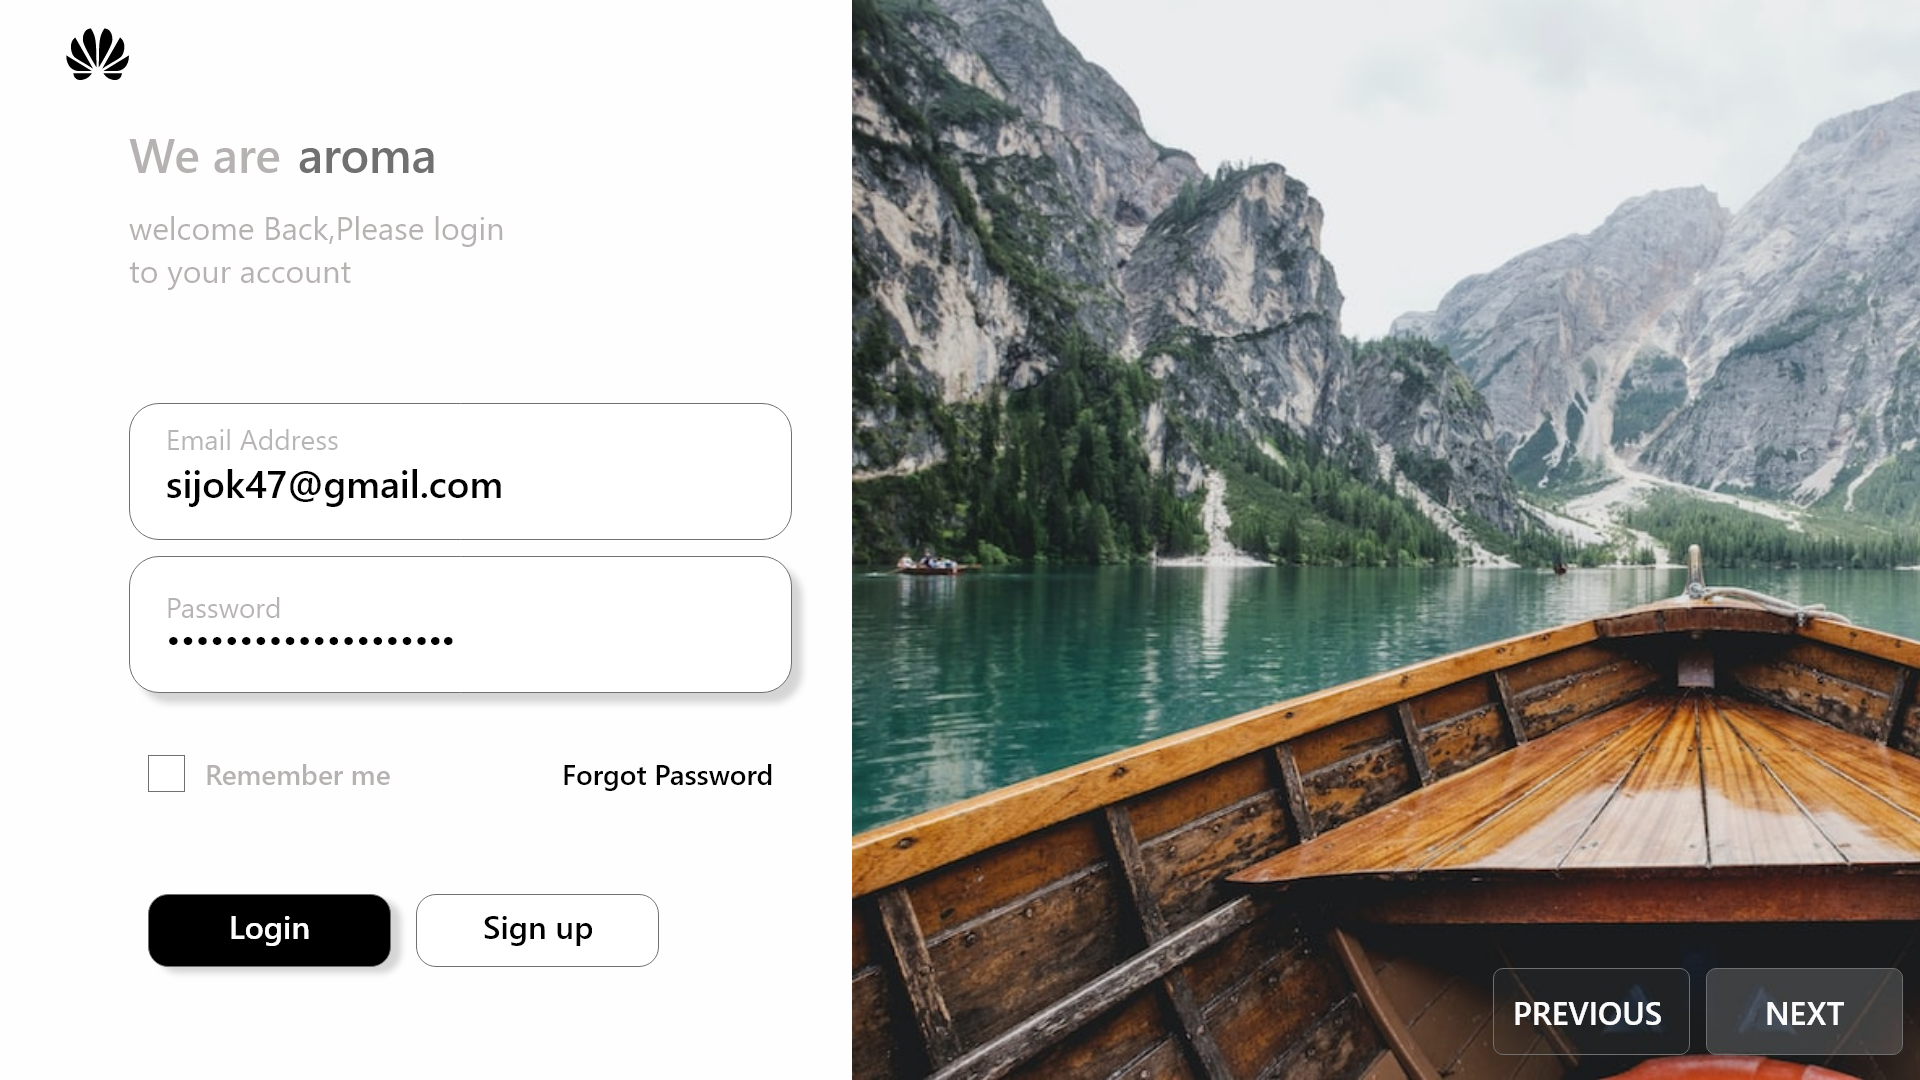 We are aroma
welcome Back,Please login
to your account
Email Address
sijok47@gmail.com
Password
••••••••••••••••••••
Remember me
Forgot Password
Login
Sign up
PREVIOUS
NEXT